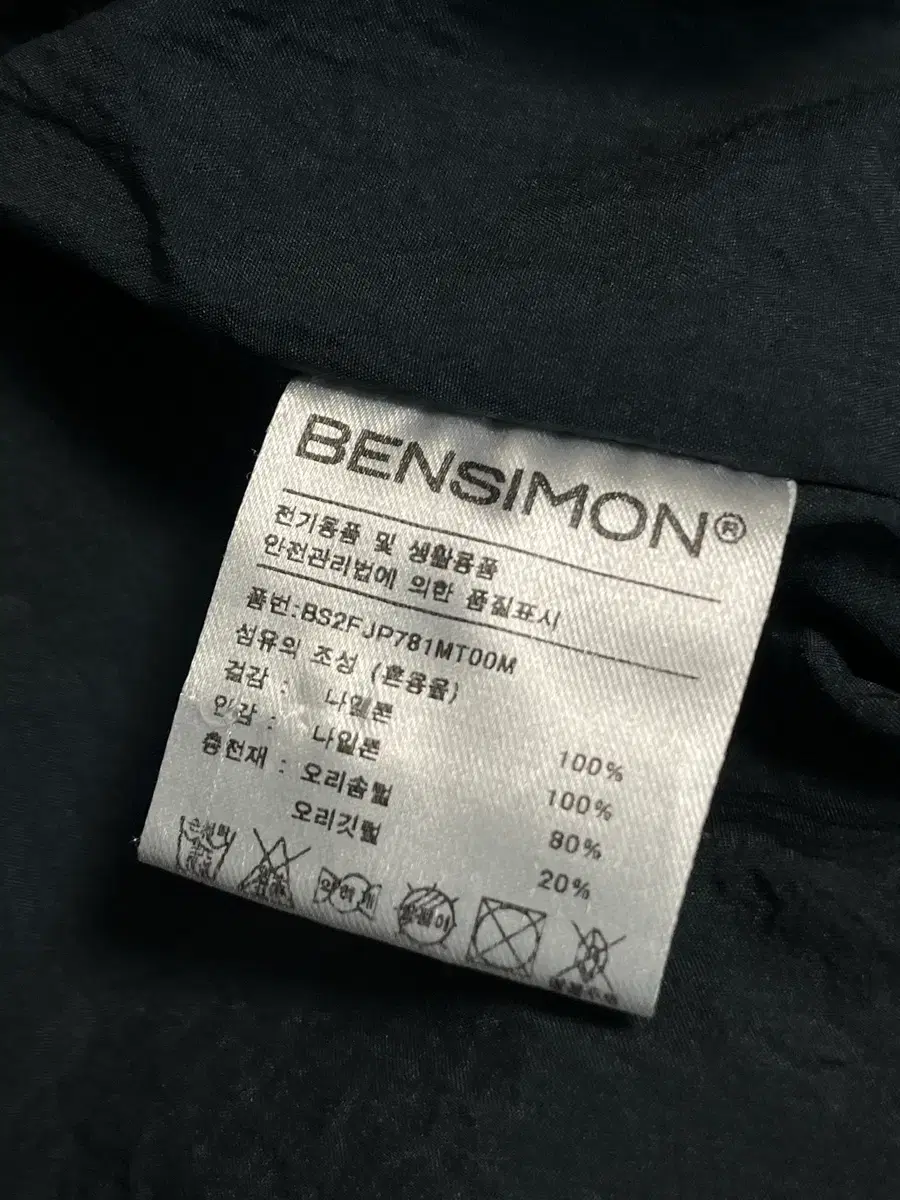 BENSIMON®
전기용품 및 생활용품
안전관리법에 의한 품질표시
품번:BS2FJP781MT00M
섬유의 조성 (혼용율)
겉감 : 나일론 100%
안감 : 나일론 100%
충전재 : 오리솜털 80%
오리깃털 20%